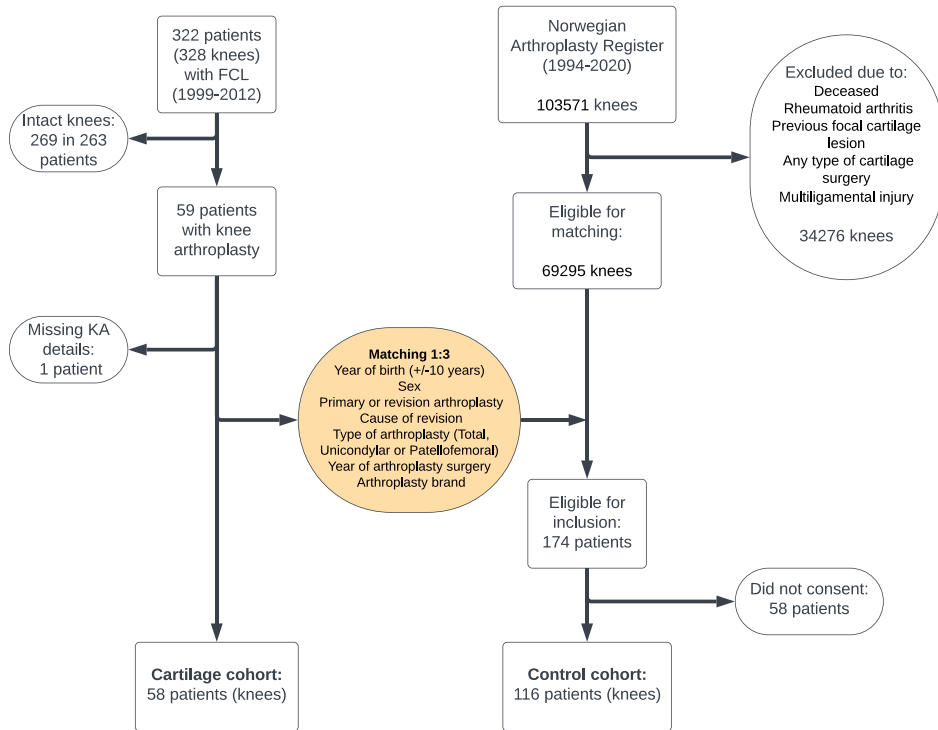 322 patients
(328 knees)
with FCL
(1999-2012)
Intact knees:
269 in 263
patients
59 patients
with knee
arthroplasty
Missing KA
details:
1 patient
Cartilage cohort:
58 patients (knees)
Matching 1:3
Year of birth (+/-10 years)
Sex
Primary or revision arthroplasty
Cause of revision
Type of arthroplasty (Total,
Unicondylar or Patellofemoral)
Year of arthroplasty surgery
Arthroplasty brand
Norwegian
Arthroplasty Register
(1994-2020)
103571 knees
Excluded due to:
Deceased
Rheumatoid arthritis
Previous focal cartilage
lesion
Any type of cartilage
surgery
Multiligamental injury
34276 knees
Eligible for
matching:
69295 knees
Eligible for
inclusion:
174 patients
Did not consent:
58 patients
Control cohort:
116 patients (knees)